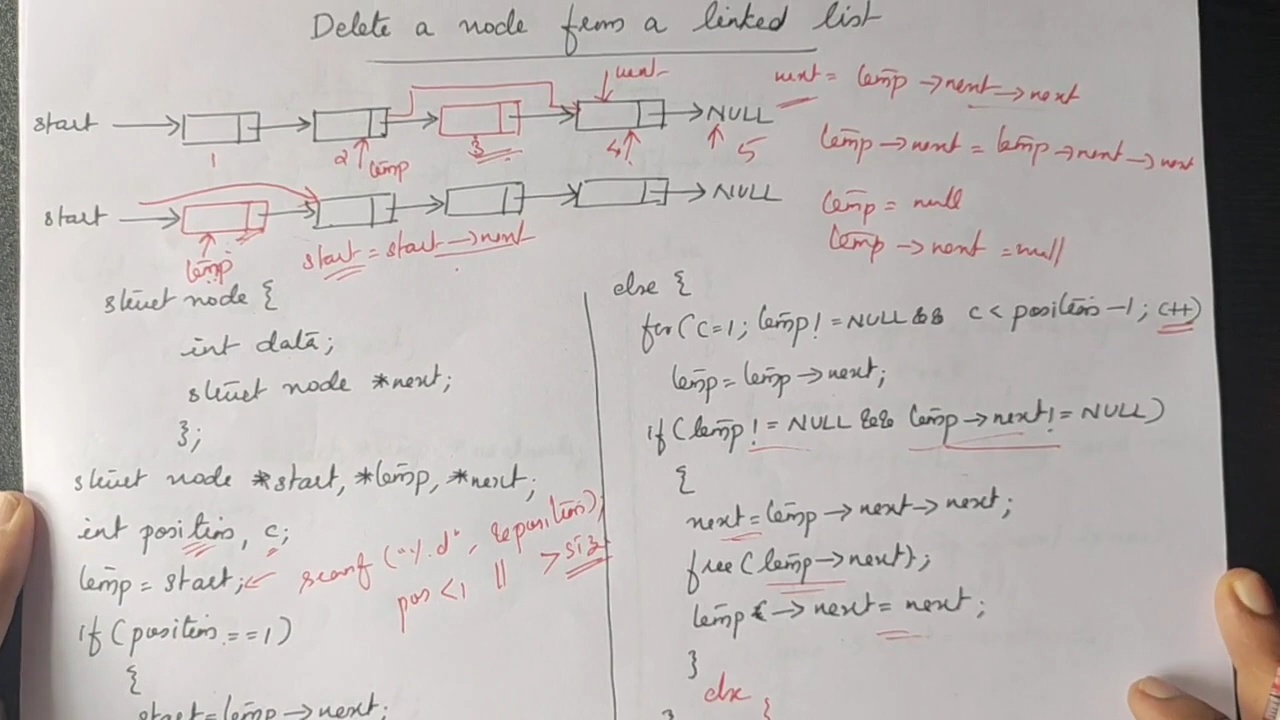 Delete a node from a linked list
next
next = temp->next->next
start
NULL
1
2
temp
3
4
5
temp->next = temp->next->next
start
NULL
temp = null
temp
start = start->next
temp->next = null
struct node {
int data;
struct node *next;
};
struct node *start, *temp, *next;
int position, c;
scanf ("%d", &position);
temp = start;
pos<1 || >siz
if (position==1)
{
start=temp->next;
else {
for(c=1; temp!=NULL && c<position-1; c++)
temp=temp->next;
if(temp!=NULL && temp->next!=NULL)
{
next=temp->next->next;
free(temp->next);
temp->next=next;
}
else
}
{